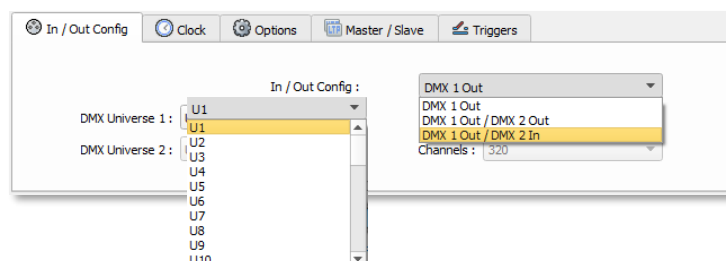 In / Out Config
Clock
Options
LTP
Master / Slave
Triggers
In / Out Config :
DMX 1 Out
DMX 1 Out
DMX 1 Out / DMX 2 Out
DMX 1 Out / DMX 2 In
DMX Universe 1 :
U1
U1
DMX Universe 2 :
U2
U3
Channels : 320
U4
U5
U6
U7
U8
U9
U10